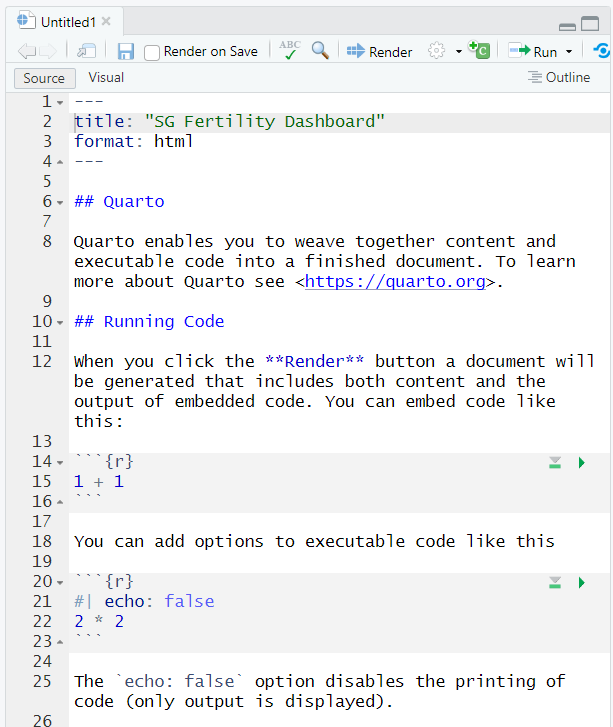 Untitled1
Render on Save
ABC
Render
C
Run
Source
Visual
Outline
1 ---
2 title: "SG Fertility Dashboard"
3 format: html
4 ---
5
6 ## Quarto
7
8 Quarto enables you to weave together content and
executable code into a finished document. To learn
more about Quarto see <https://quarto.org>.
9
10 ## Running Code
11
12 When you click the **Render** button a document will
be generated that includes both content and the
output of embedded code. You can embed code like
this:
13
14 ```{r}
15 1 + 1
16 ```
17
18 You can add options to executable code like this
19
20 ```{r}
21 #| echo: false
22 2 * 2
23 ```
24
25 The `echo: false` option disables the printing of
code (only output is displayed).
26